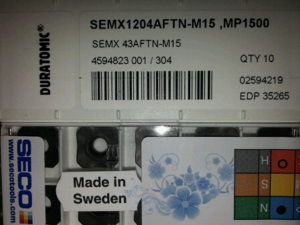 DURATOMIC®
SEMX1204AFTN-M15 ,MP1500
SEMX 43AFTN-M15
4594823 001 / 304
QTY 10
02594219
EDP 35265
SECO
www.secotools.com
Made in
Sweden
H
S
N